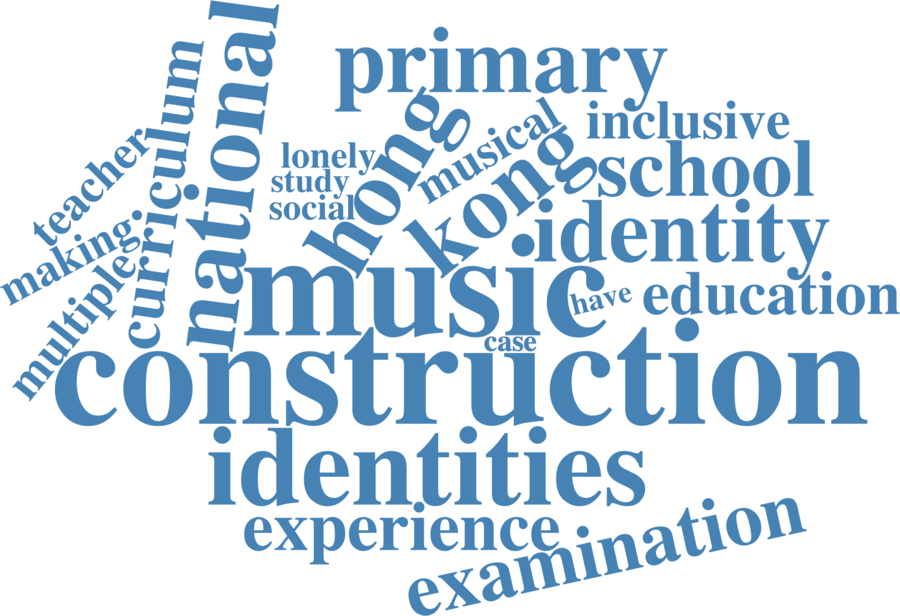 primary
national
curriculum
teacher
making
multiple
lonely
study
social
hong
musical
kong
inclusive
school
identity
music
have
education
case
construction
identities
experience
examination